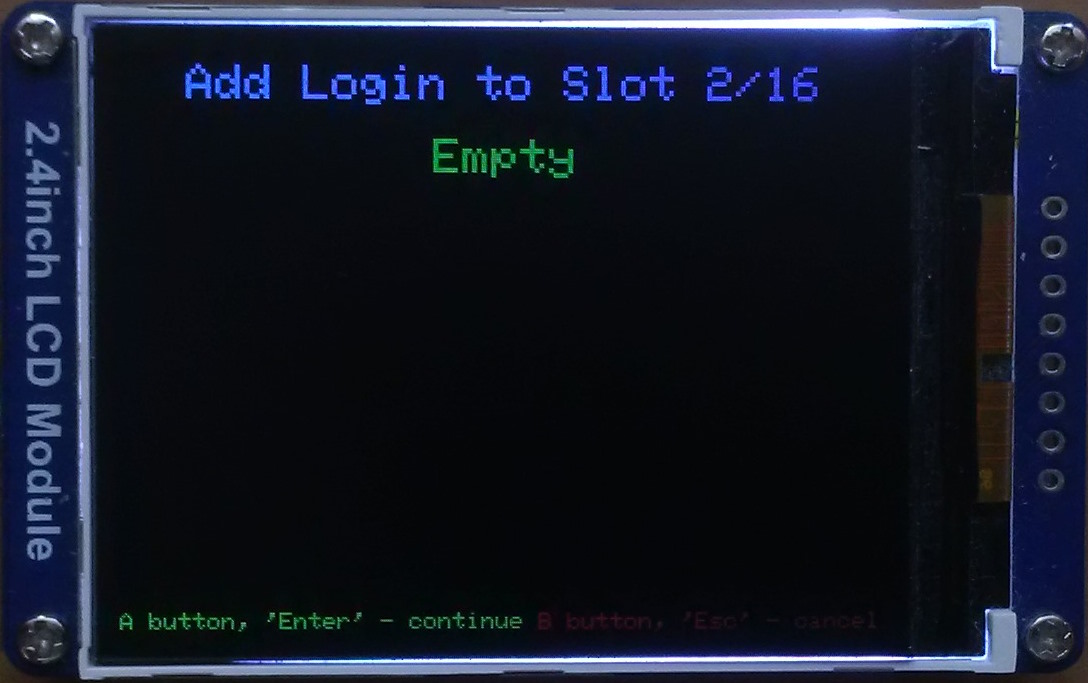 Add Login to Slot 2/16
Empty
A button, 'Enter' - continue B button, 'Esc' - cancel
2.4inch LCD Module